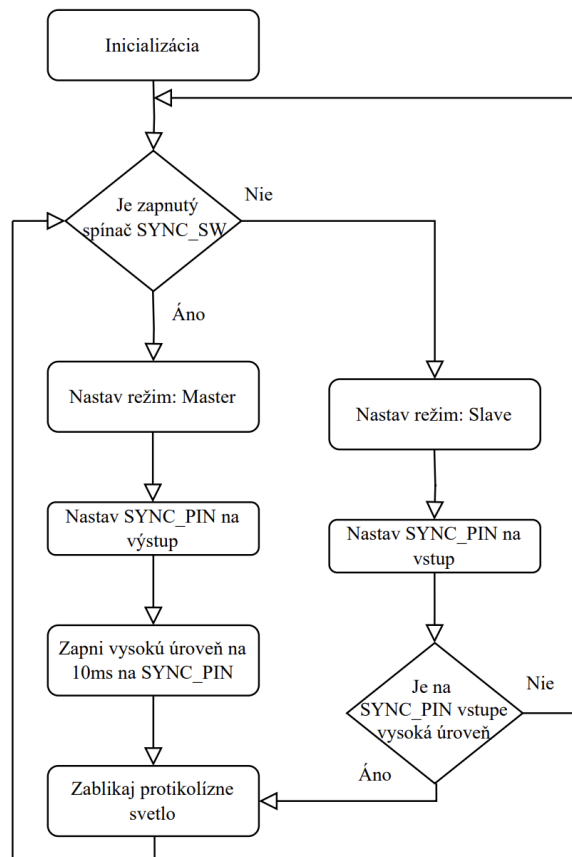 Inicializácia
Je zapnutý
spínač SYNC_SW
Nie
Áno
Nastav režim: Master
Nastav režim: Slave
Nastav SYNC_PIN na
výstup
Nastav SYNC_PIN na
vstup
Zapni vysokú úroveň na
10ms na SYNC_PIN
Je na
SYNC_PIN vstupe
vysoká úroveň
Nie
Áno
Zablikaj protikolízne
svetlo